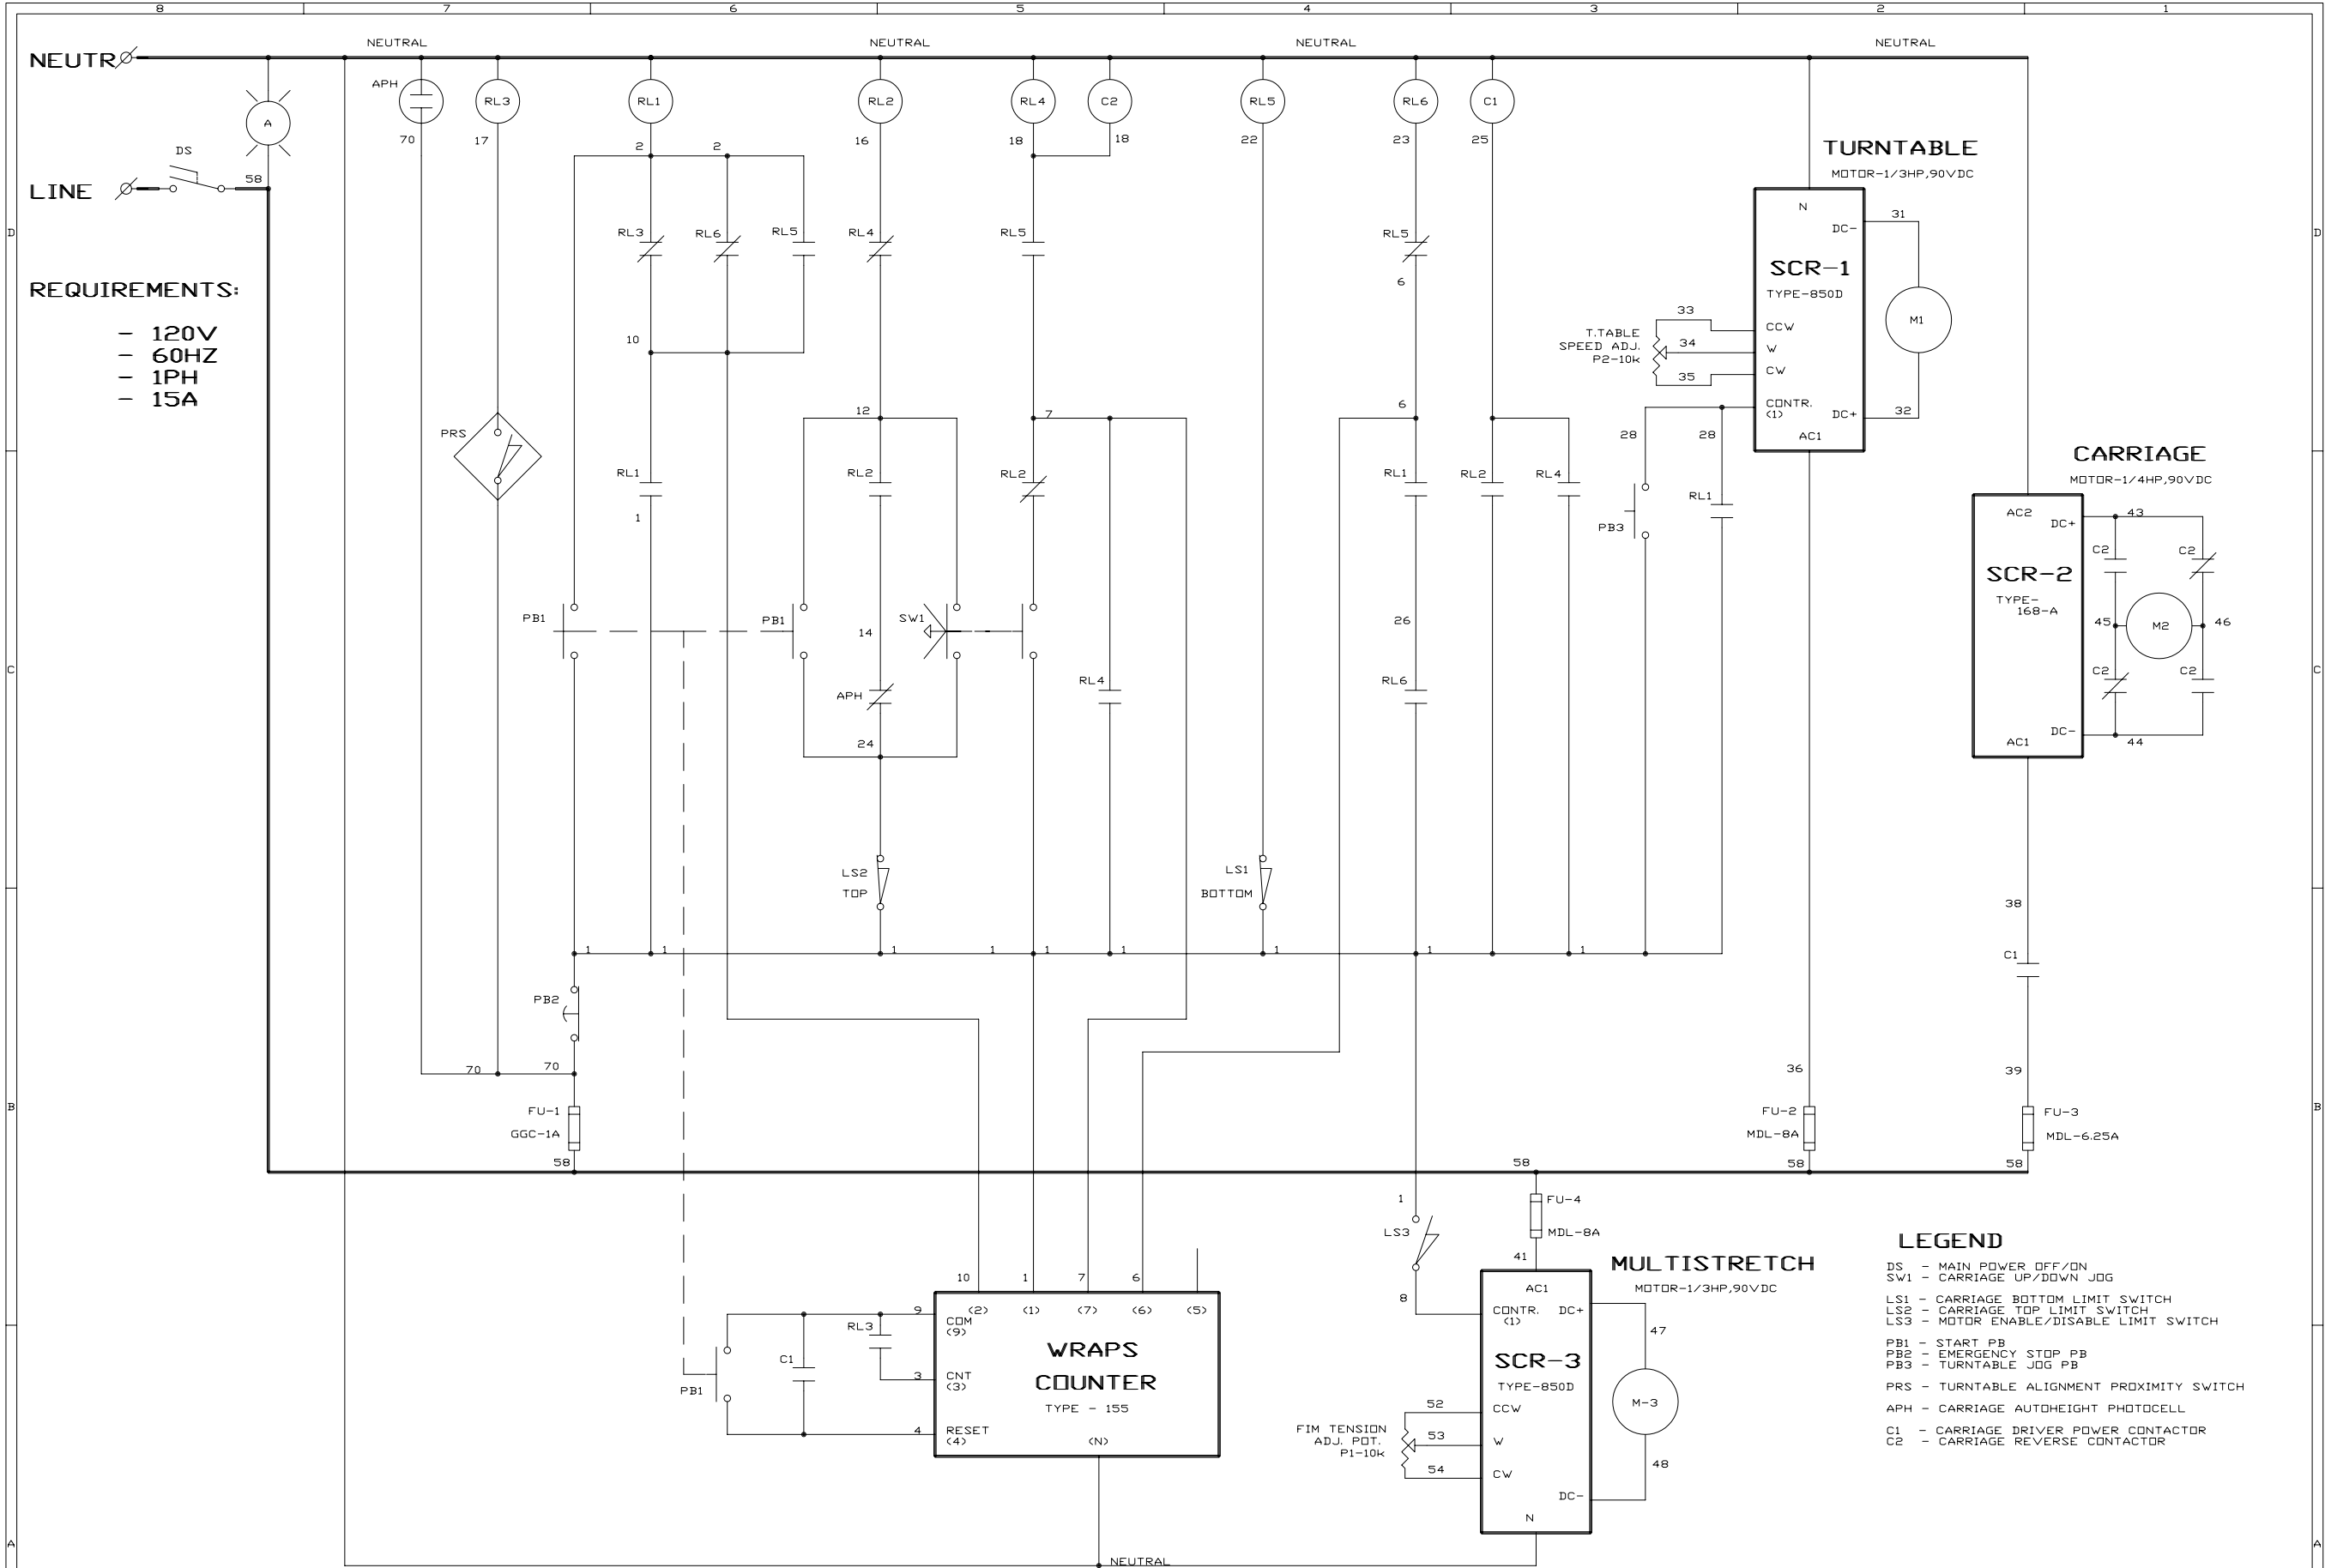 8 7 6 5 4 3 2 1
NEUTRAL NEUTRAL NEUTRAL NEUTRAL
NEUTR
APH RL3 RL1 RL2 RL4 C2 RL5 RL6 C1
A
70 17 2 2 16 18 18 22 23 25
DS
58
LINE
TURNTABLE
MOTOR-1/3HP,90VDC
N
31
DC-
D D
RL3 RL6 RL5 RL4 RL5 RL5
SCR-1
TYPE-850D
6
REQUIREMENTS:
- 120V
- 60HZ
- 1PH
- 15A
10
33
CCW
M1
T.TABLE
SPEED ADJ.
P2-10k
34
W
35
CW
12 7 6
CONTR.
(1)
DC+
32
28 28
AC1
PRS
CARRIAGE
MOTOR-1/4HP,90VDC
RL1 RL2 RL2 RL1 RL2 RL4
RL1
1
PB3
AC2
DC+
43
C2 C2
SCR-2
TYPE-
168-A
PB1 PB1 SW1
14
26
45 M2 46
C C
APH RL4 RL6
C2 C2
24
DC-
AC1
44
LS2
TOP
LS1
BOTTOM
38
1 1 1 1 1 1 1 1 1
C1
PB2
70 70
36 39
B B
FU-1
GGC-1A
FU-2
MDL-8A
FU-3
MDL-6.25A
58 58 58 58
1
FU-4
LS3
MDL-8A
41
MULTISTRETCH
MOTOR-1/3HP,90VDC
LEGEND
DS - MAIN POWER OFF/ON
SW1 - CARRIAGE UP/DOWN JOG
LS1 - CARRIAGE BOTTOM LIMIT SWITCH
LS2 - CARRIAGE TOP LIMIT SWITCH
LS3 - MOTOR ENABLE/DISABLE LIMIT SWITCH
PB1 - START PB
PB2 - EMERGENCY STOP PB
PB3 - TURNTABLE JOG PB
PRS - TURNTABLE ALIGNMENT PROXIMITY SWITCH
APH - CARRIAGE AUTOHEIGHT PHOTOCELL
C1 - CARRIAGE DRIVER POWER CONTACTOR
C2 - CARRIAGE REVERSE CONTACTOR
10 1 7 6
8
(2) (1) (7) (6) (5)
9
COM
(9)
RL3
C1
3
CNT
(3)
PB1
4
RESET
(4)
WRAPS
COUNTER
TYPE - 155
(N)
AC1
CONTR.
(1)
DC+
47
SCR-3
TYPE-850D
M-3
52
CCW
FIM TENSION
ADJ. POT.
P1-10k
53
W
54
CW
48
DC-
N
A A
NEUTRAL